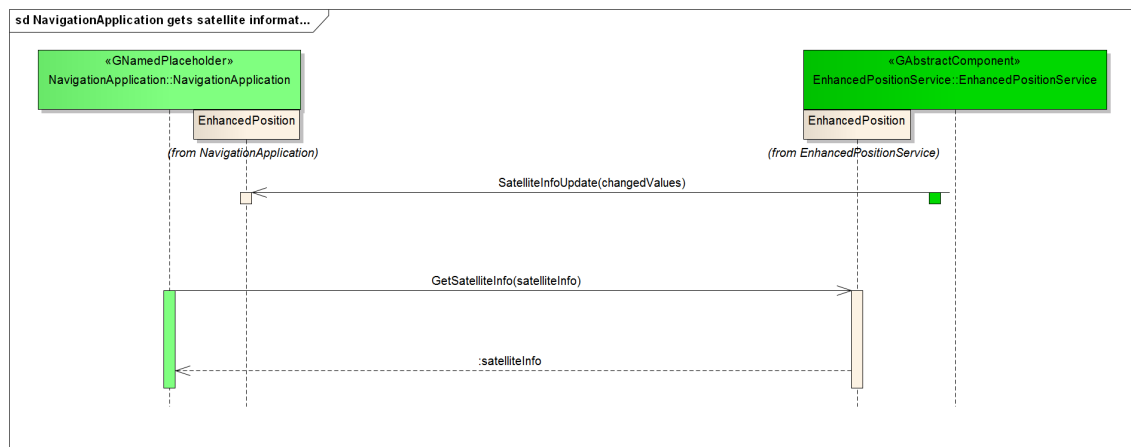 sd NavigationApplication gets satellite informat...
«GNamedPlaceholder»
NavigationApplication::NavigationApplication
«GAbstractComponent»
EnhancedPositionService::EnhancedPositionService
EnhancedPosition
EnhancedPosition
(from NavigationApplication)
(from EnhancedPositionService)
SatelliteInfoUpdate(changedValues)
GetSatelliteInfo(satelliteInfo)
:satelliteInfo